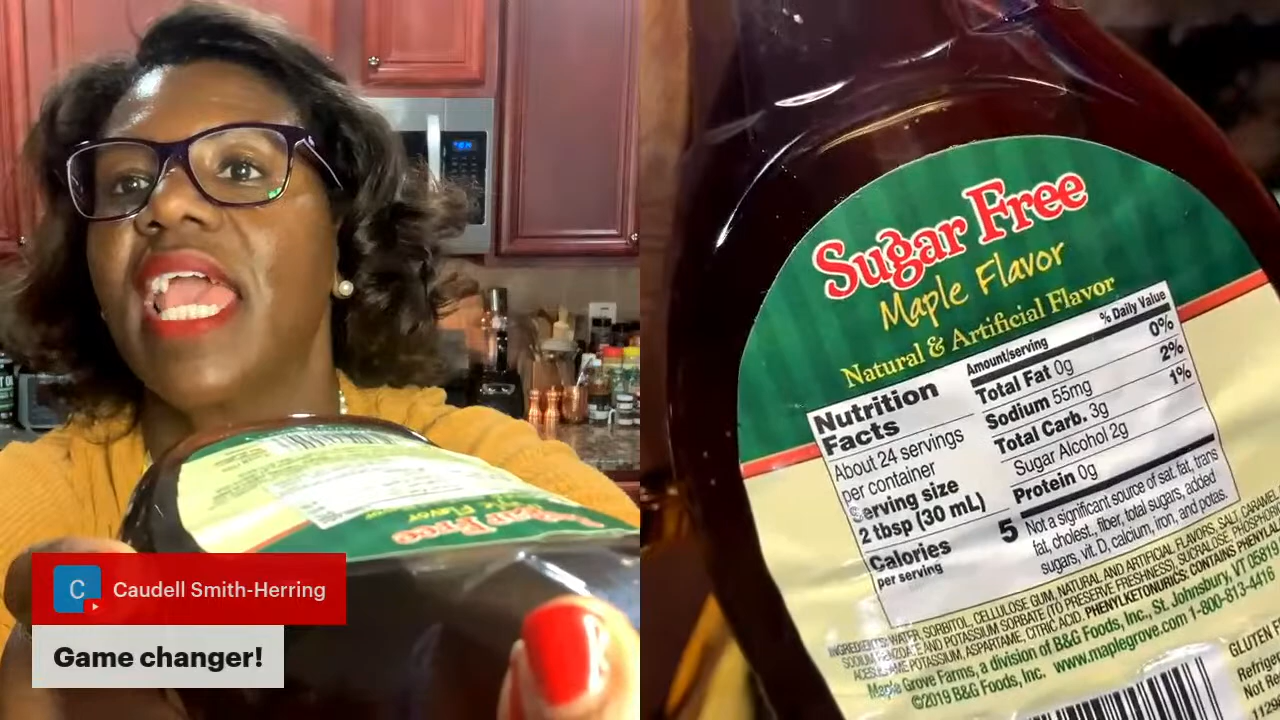 C
Caudell Smith-Herring
Game changer!
Sugar Free
Maple Flavor
Natural & Artificial Flavor
Nutrition
Facts
About 24 servings
per container
Serving size
2 tbsp (30 mL)
Calories 5
per serving
Amount/serving % Daily Value
Total Fat 0g 0%
Sodium 55mg 2%
Total Carb. 3g 1%
Sugar Alcohol 2g
Protein 0g
Not a significant source of sat. fat, trans
fat, cholest., fiber, total sugars, added
sugars, vit. D, calcium, iron, and potas.
INGREDIENTS: WATER, SORBITOL, CELLULOSE GUM, NATURAL AND ARTIFICIAL FLAVORS, SALT, CARAMEL
SODIUM BENZOATE AND POTASSIUM SORBATE (TO PRESERVE FRESHNESS), SUCRALOSE, PHOSPHORIC
POTASSIUM, ASPARTAME, CITRIC ACID. PHENYLKETONURICS: CONTAINS
Maple Grove Farms, a division of B&G Foods, Inc., St. Johnsbury, VT 05819
©2019 B&G Foods, Inc. www.maplegrove.com 1-800-813-4416
GLUTEN
Not